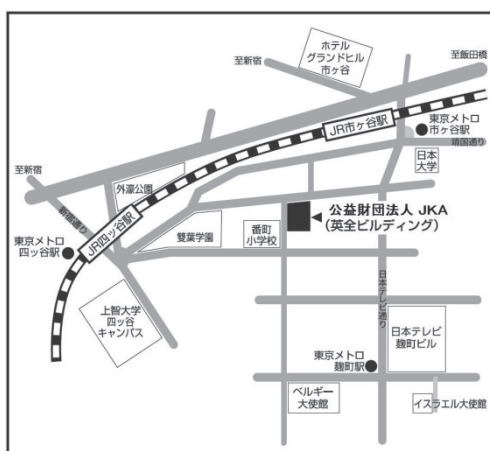 ホテル
グランドヒル
市ヶ谷
至新宿
至飯田橋
JR市ヶ谷駅
東京メトロ
市ヶ谷駅
靖国通り
日本
大学
至新宿
外濠公園
新宿通り
JR四ッ谷駅
東京メトロ
四ッ谷駅
雙葉学園
番町
小学校
公益財団法人 JKA
(英全ビルディング)
上智大学
四ッ谷
キャンパス
日本テレビ通り
日本テレビ
麹町ビル
東京メトロ
麹町駅
ベルギー
大使館
イスラエル大使館